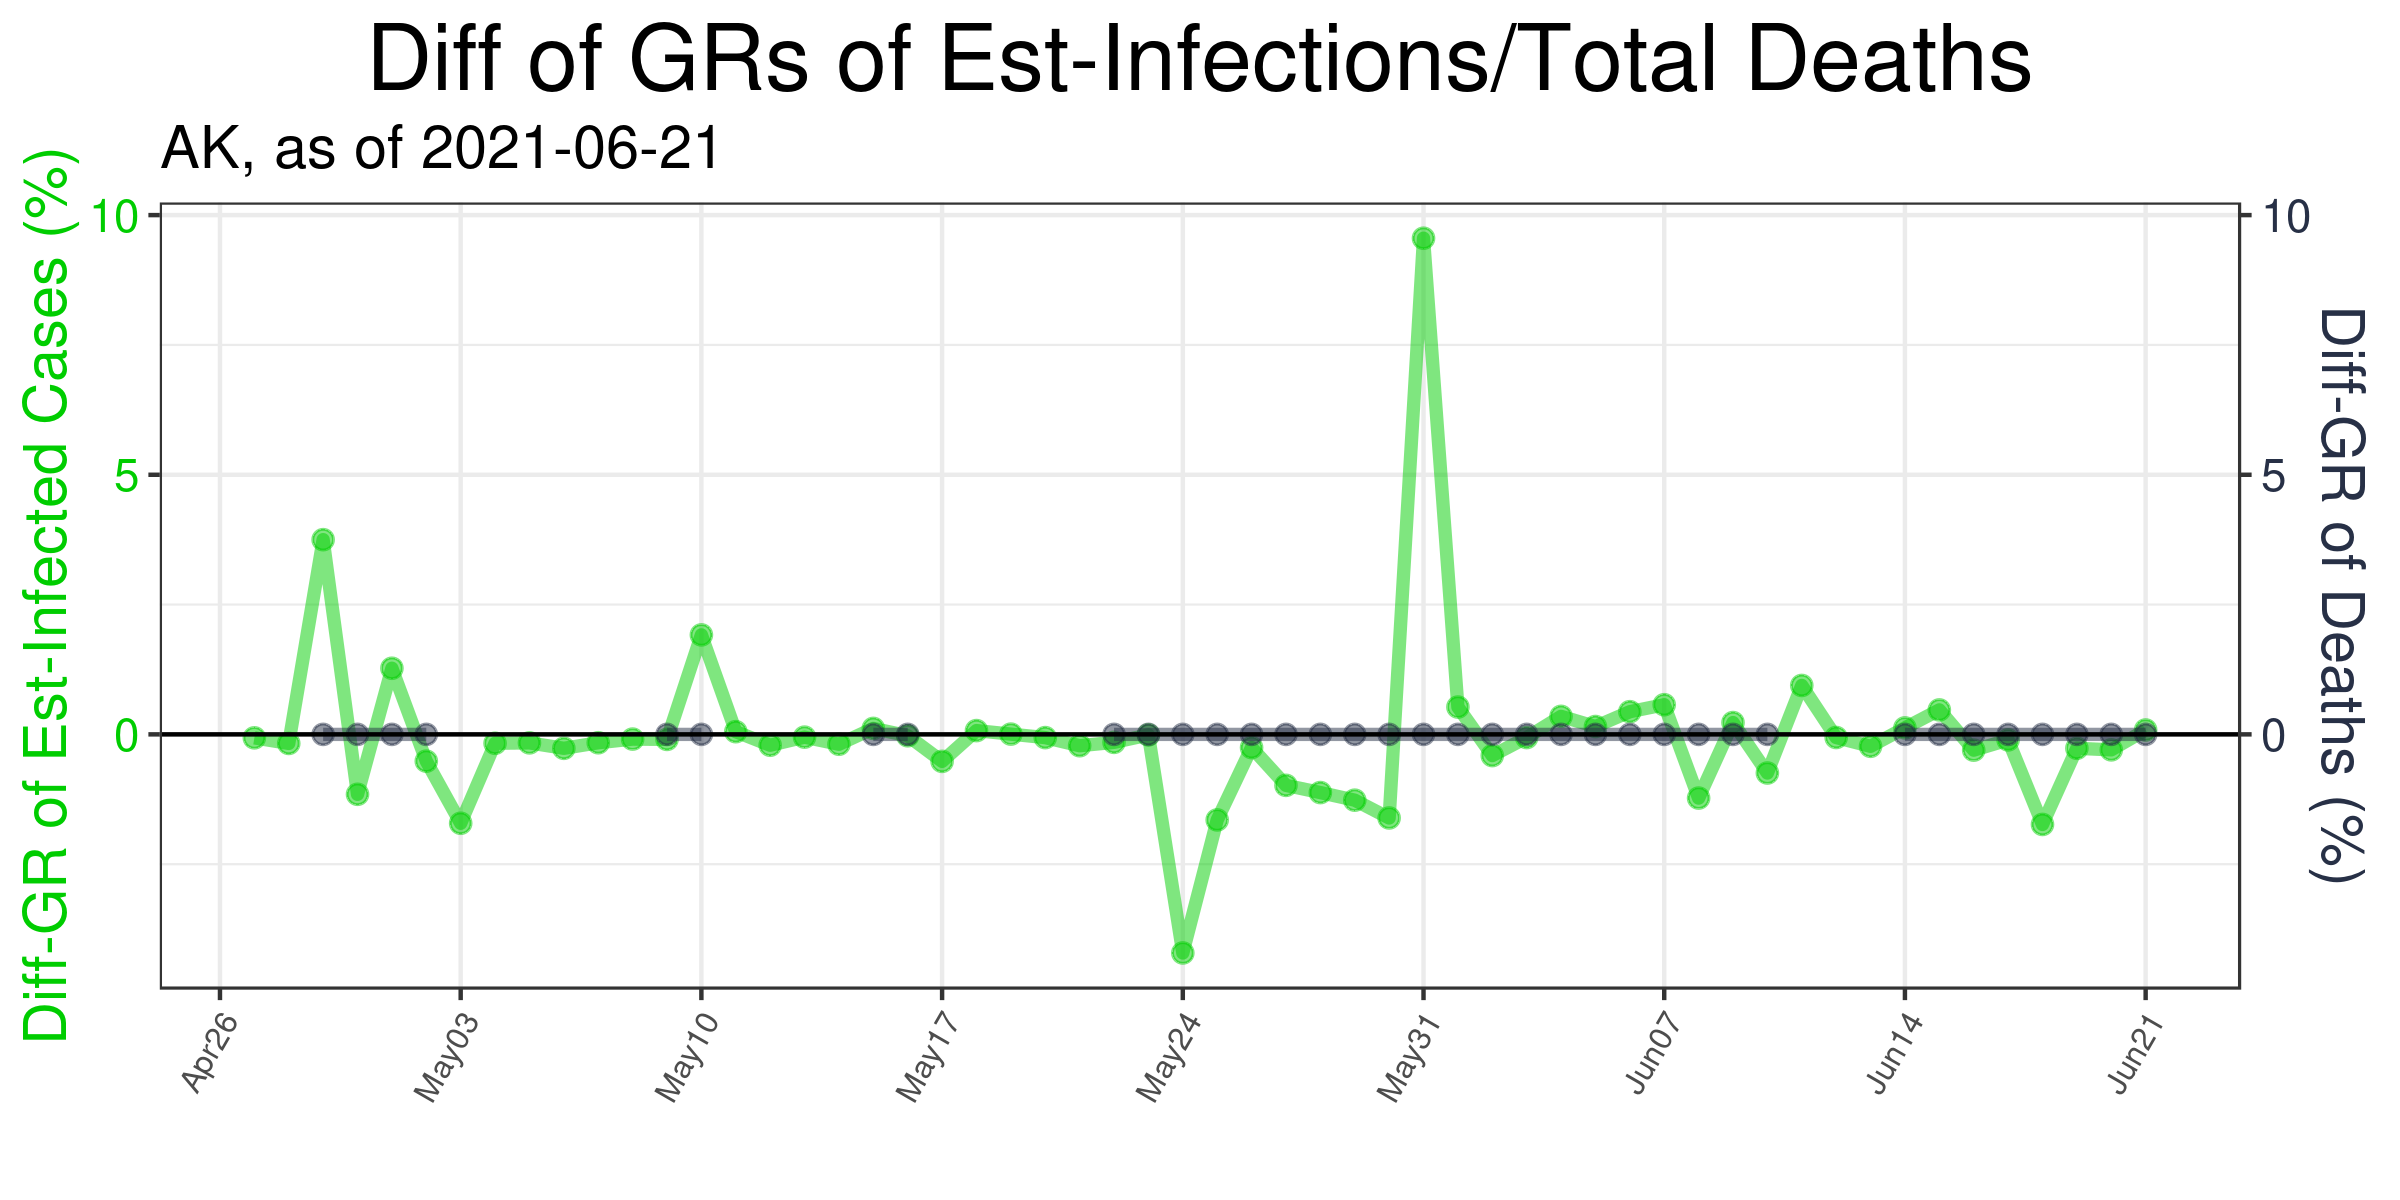 Diff of GRs of Est-Infections/Total Deaths
AK, as of 2021-06-21
Diff-GR of Est-Infected Cases (%)
10
5
0
10
5
0
Diff-GR of Deaths (%)
Apr26
May03
May10
May17
May24
May31
Jun07
Jun14
Jun21